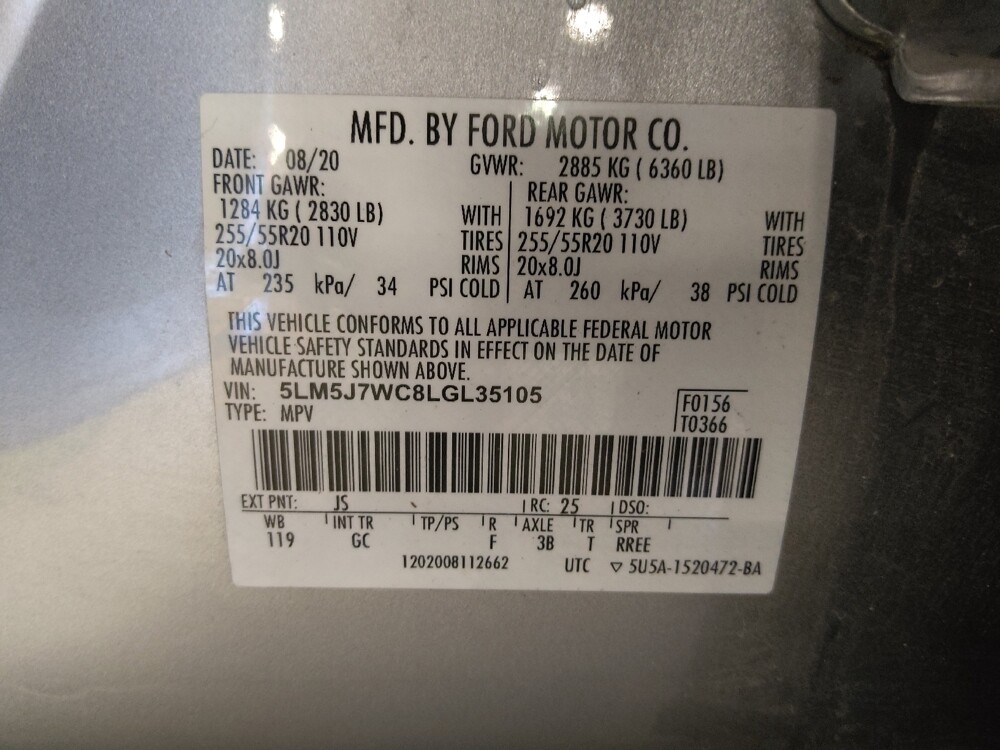 MFD. BY FORD MOTOR CO.
DATE: 08/20 GVWR: 2885 KG ( 6360 LB)
FRONT GAWR: REAR GAWR:
1284 KG ( 2830 LB) WITH 1692 KG ( 3730 LB) WITH
255/55R20 110V TIRES 255/55R20 110V TIRES
20x8.0J RIMS 20x8.0J RIMS
AT 235 kPa/ 34 PSI COLD AT 260 kPa/ 38 PSI COLD
THIS VEHICLE CONFORMS TO ALL APPLICABLE FEDERAL MOTOR
VEHICLE SAFETY STANDARDS IN EFFECT ON THE DATE OF
MANUFACTURE SHOWN ABOVE.
VIN: 5LM5J7WC8LGL35105
F0156
TYPE: MPV
T0366
EXT PNT: JS RC: 25 DSO:
WB INT TR TP/PS R AXLE TR SPR
119 GC F 3B T RREE
1202008112662 UTC ▽ 5U5A-1520472-BA